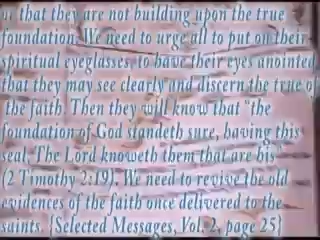 or that they are not building upon the true
foundation. We need to urge all to put on their
spiritual eyeglasses, to have their eyes anointed
that they may see clearly and discern the true of
the faith. Then they will know that "the
foundation of God standeth sure, having this
seal, The Lord knoweth them that are his"
(2 Timothy 2:19). We need to revive the old
evidences of the faith once delivered to the
saints. {Selected Messages, Vol. 2, page 25}